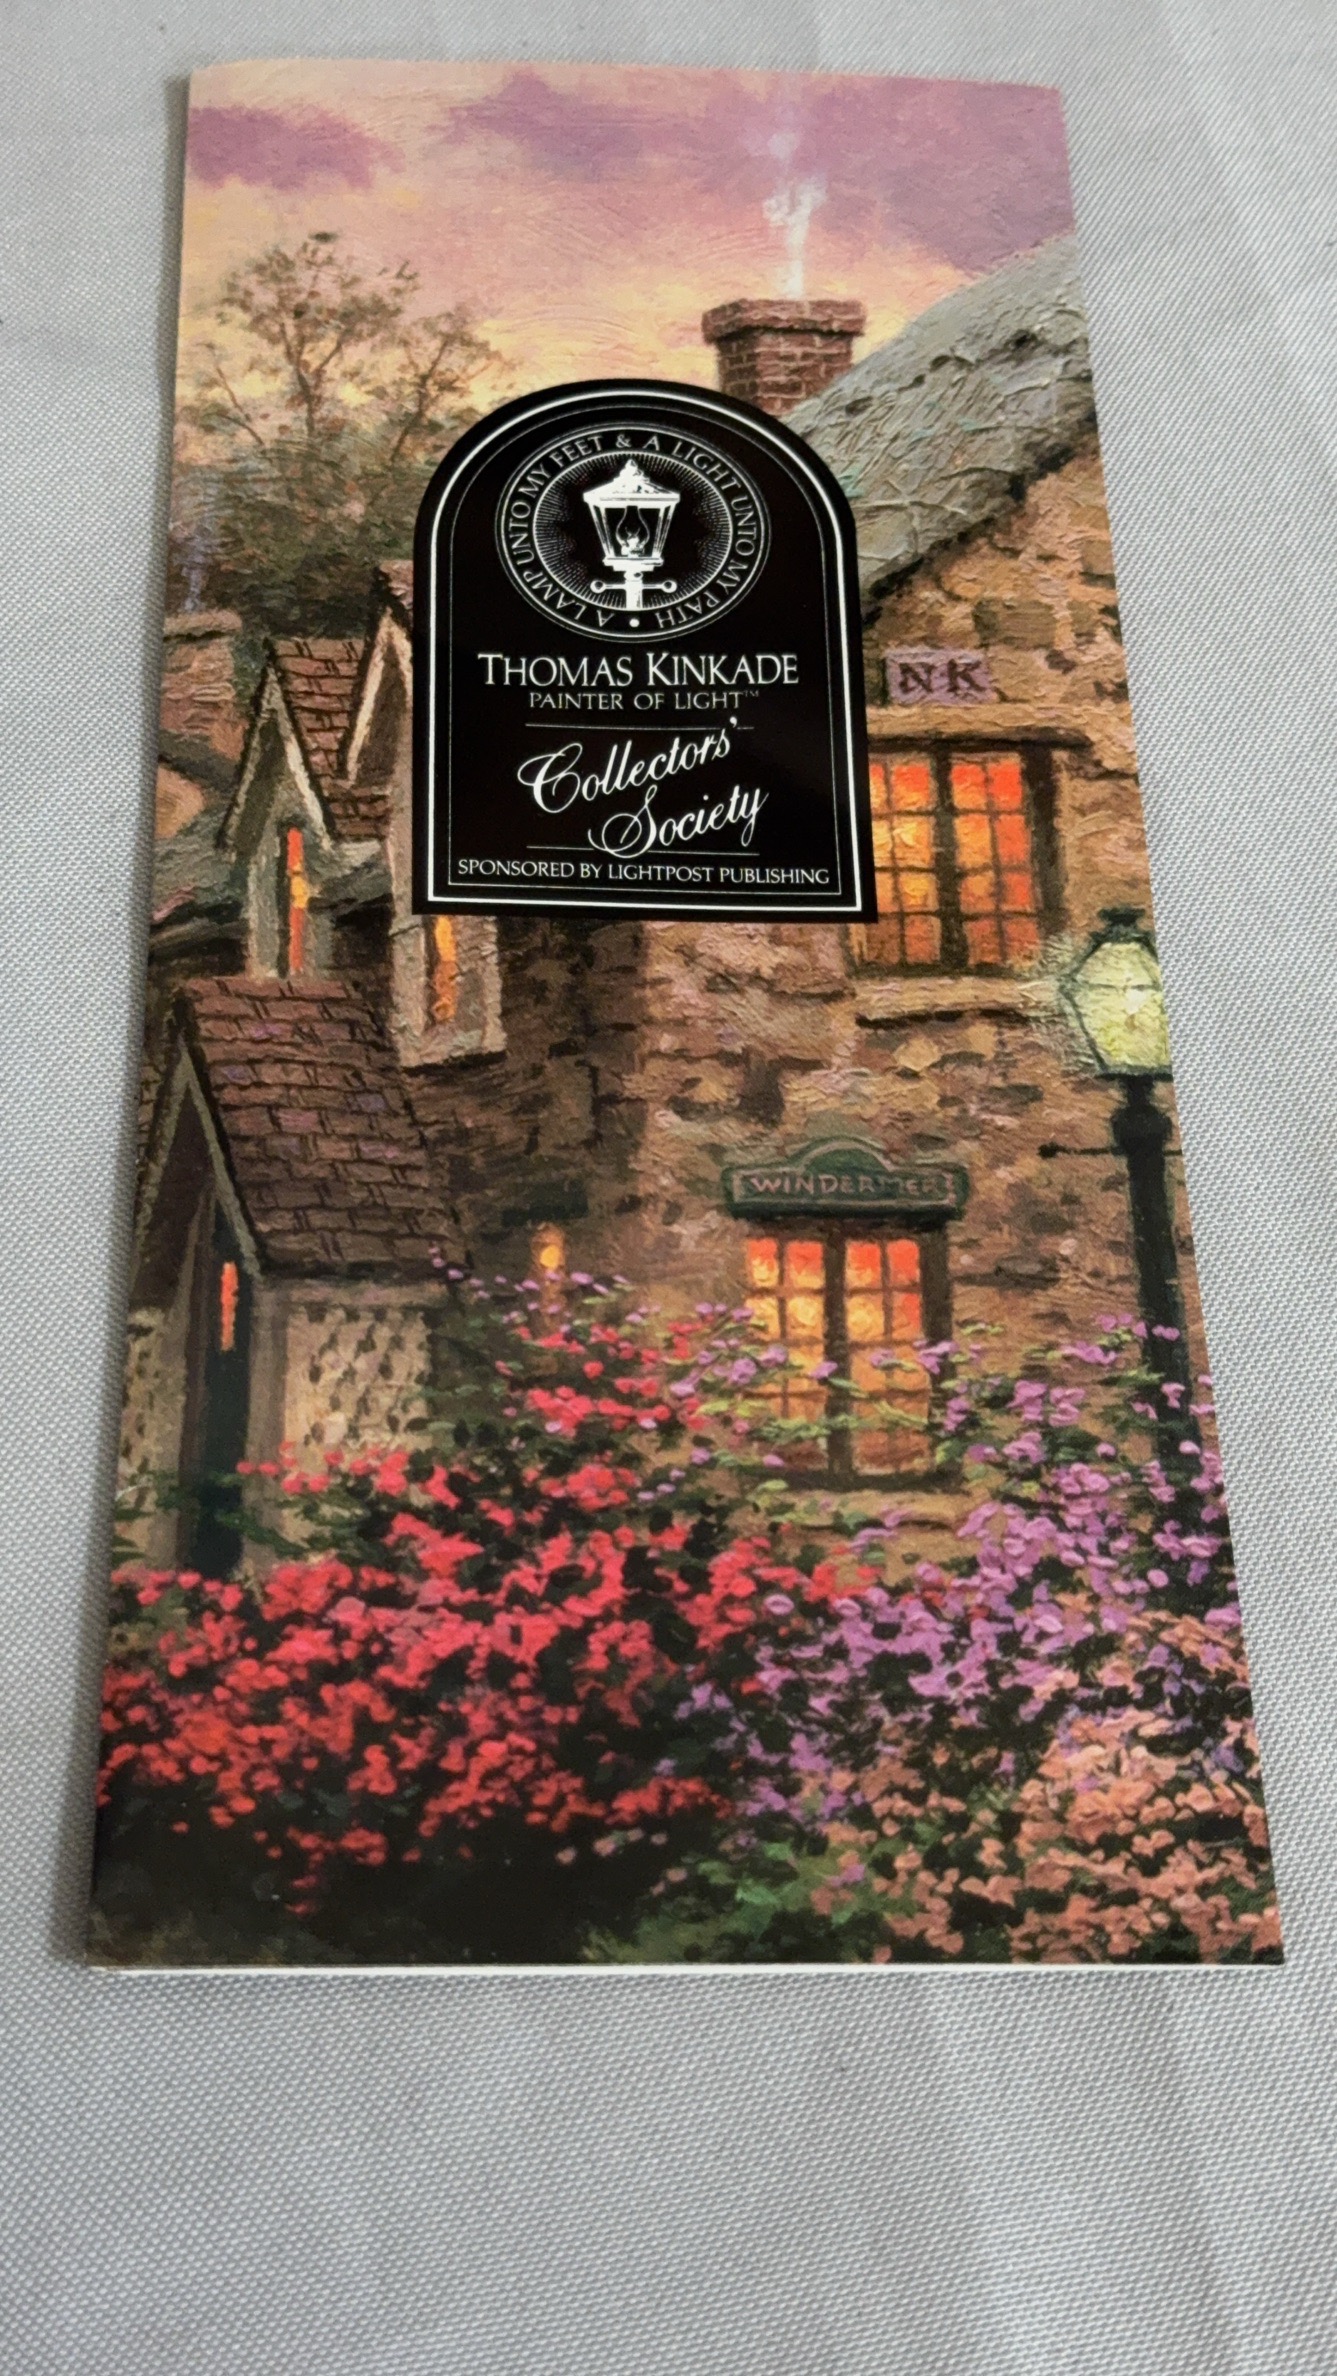 A LAMP UNTO MY FEET & A LIGHT UNTO MY PATH •
THOMAS KINKADE
PAINTER OF LIGHT™
Collectors'
Society
SPONSORED BY LIGHTPOST PUBLISHING
N·K
WINDERMERE